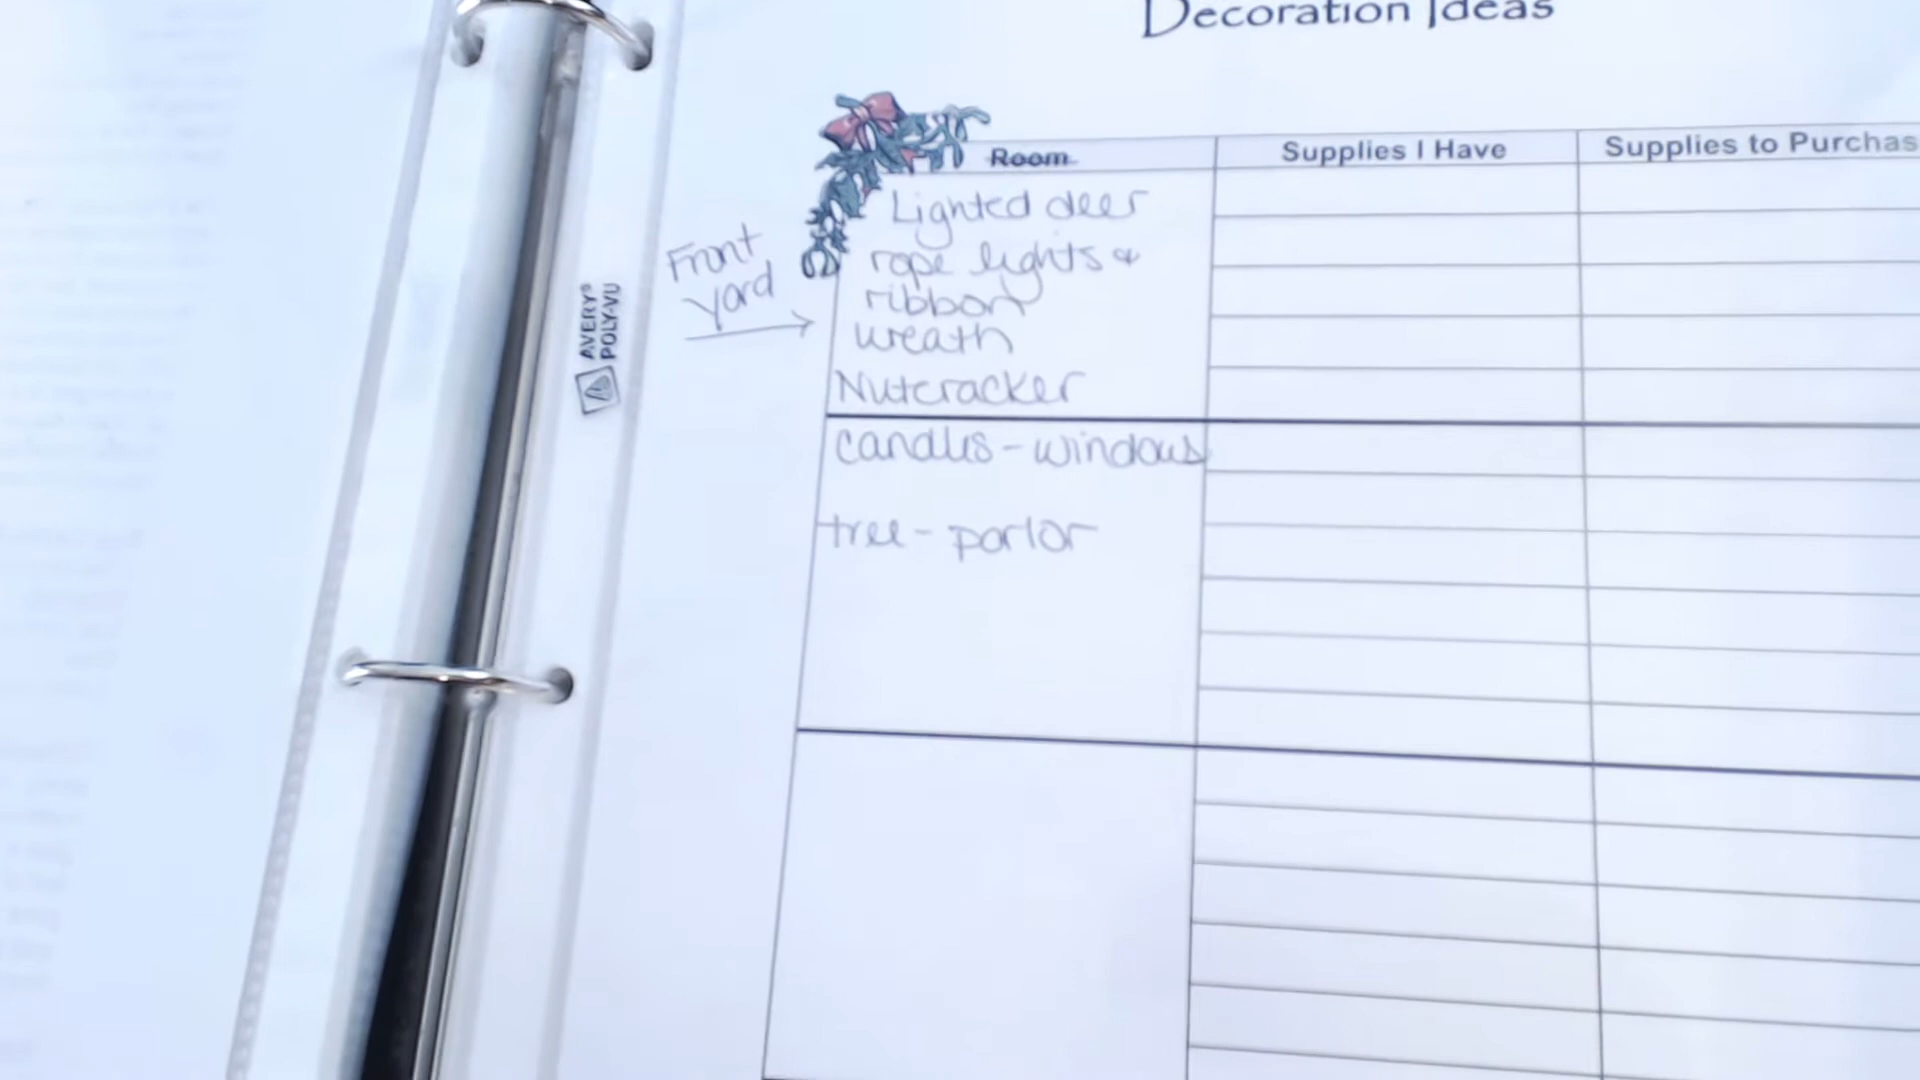 Decoration Ideas
Room Supplies I Have Supplies to Purchas
Front
yard
Lighted deer
rope lights &
ribbon
wreath
Nutcracker
candles - windows
tree - parlor
AVERY®
POLY-VU